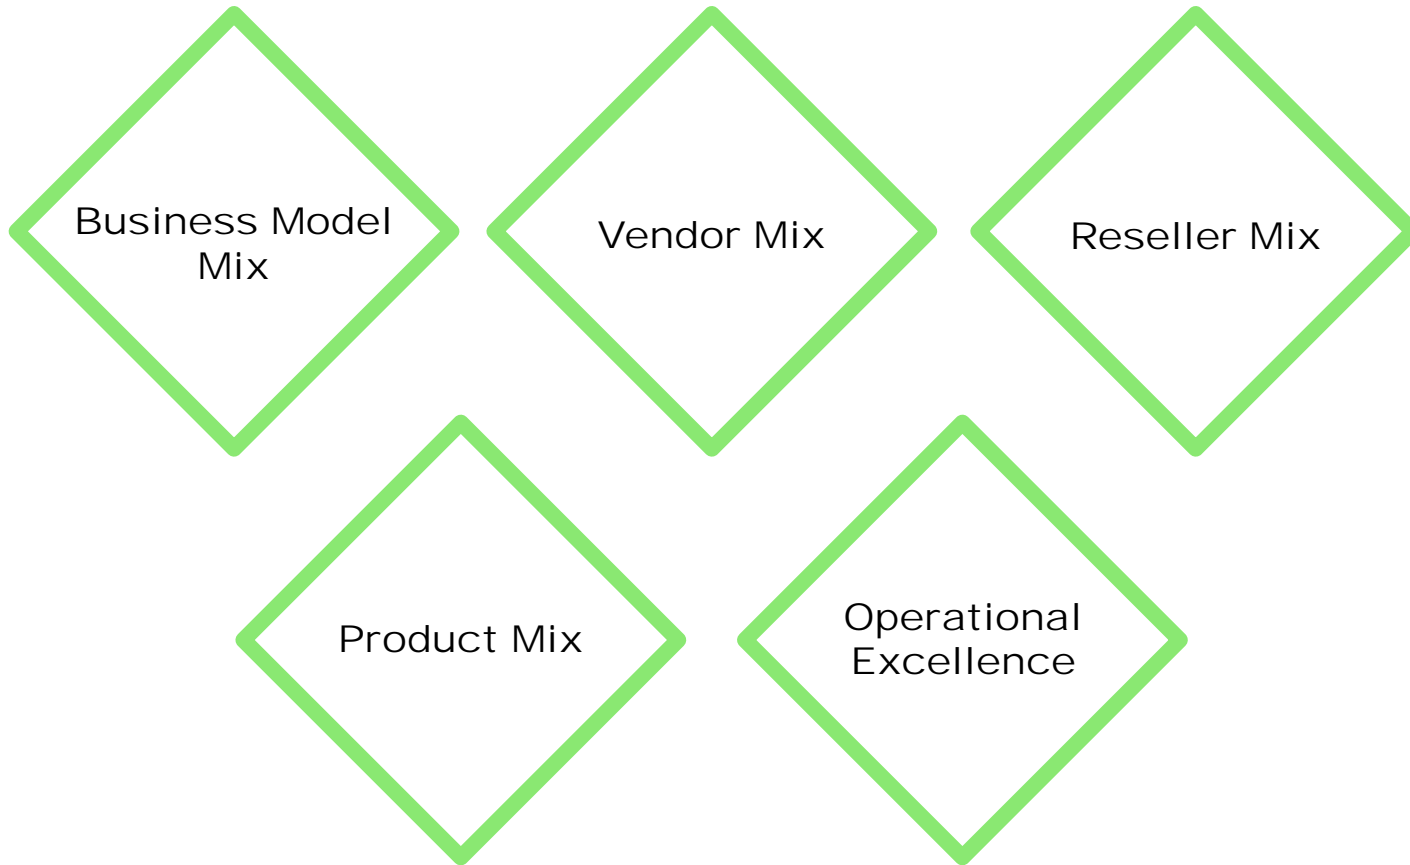 Business Model
Mix
Vendor Mix
Reseller Mix
Product Mix
Operational
Excellence